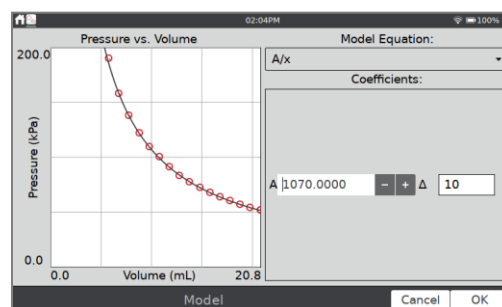 02:04PM
100%
Pressure vs. Volume
200.0
Pressure (kPa)
0.0
0.0 Volume (mL) 20.8
Model Equation:
A/x
Coefficients:
A 1070.0000 - + Δ 10
Model Cancel OK